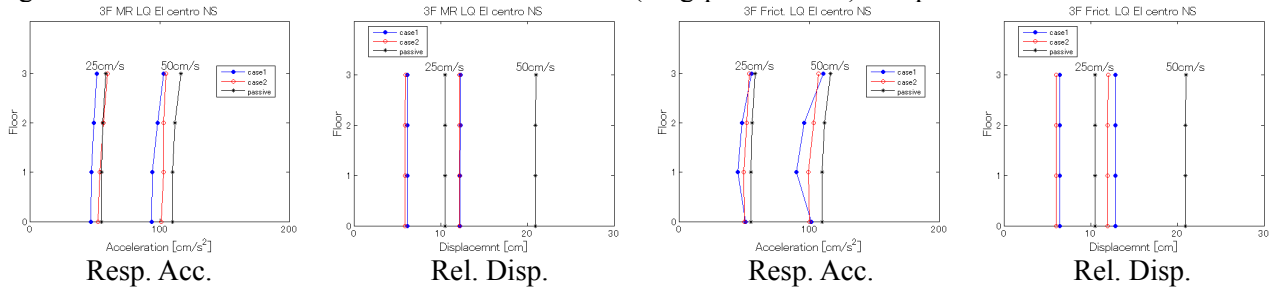 3F MR LQ El centro NS
case1
case2
passive
25cm/s
50cm/s
Floor
3
2
1
0
0
100
200
Acceleration [cm/s²]
Resp. Acc.
3F MR LQ El centro NS
case1
case2
passive
25cm/s
50cm/s
Floor
3
2
1
0
0
10
20
30
Displacemnt [cm]
Rel. Disp.
3F Frict. LQ El centro NS
case1
case2
passive
25cm/s
50cm/s
Floor
3
2
1
0
0
100
200
Acceleration [cm/s²]
Resp. Acc.
3F Frict. LQ El centro NS
case1
case2
passive
25cm/s
50cm/s
Floor
3
2
1
0
0
10
20
30
Displacemnt [cm]
Rel. Disp.